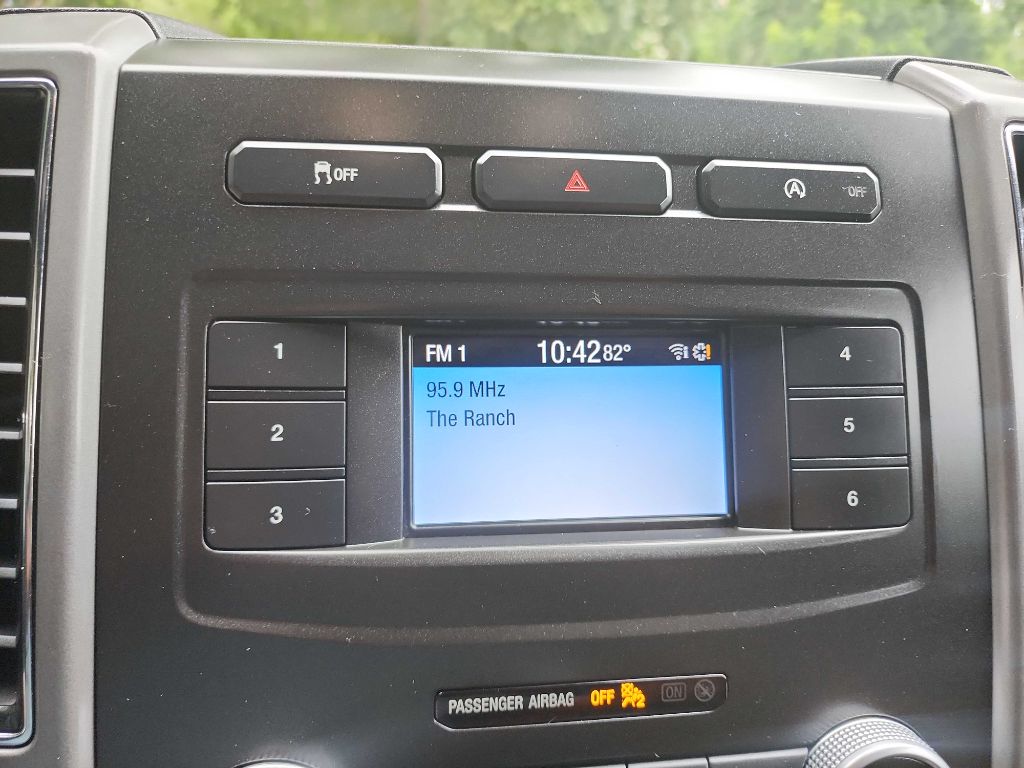 OFF
A OFF
1
2
3
FM 1 10:42 82°
95.9 MHz
The Ranch
4
5
6
PASSENGER AIRBAG OFF 2 ON